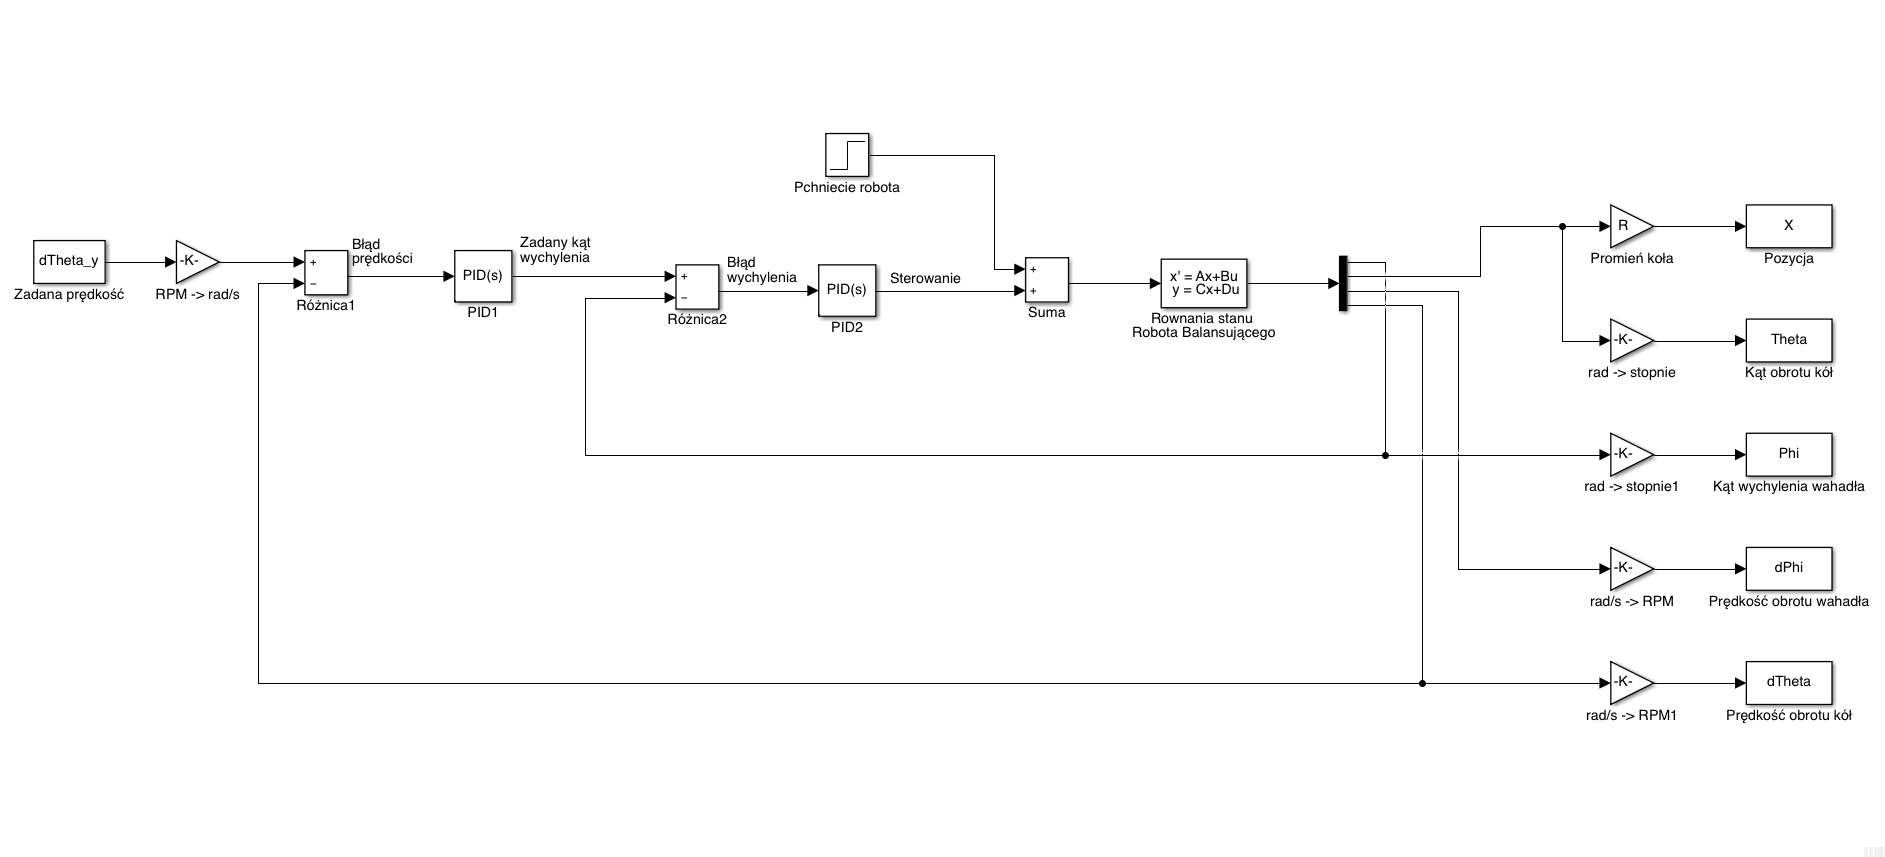 Pchniecie robota
dTheta_y
Zadana prędkość
-K-
RPM -> rad/s
+
−
Różnica1
Błąd
prędkości
PID(s)
PID1
Zadany kąt
wychylenia
+
−
Różnica2
Błąd
wychylenia
PID(s)
PID2
Sterowanie
+
+
Suma
x' = Ax+Bu
y = Cx+Du
Rownania stanu
Robota Balansującego
R
Promień koła
X
Pozycja
-K-
rad -> stopnie
Theta
Kąt obrotu kół
-K-
rad -> stopnie1
Phi
Kąt wychylenia wahadła
-K-
rad/s -> RPM
dPhi
Prędkość obrotu wahadła
-K-
rad/s -> RPM1
dTheta
Prędkość obrotu kół